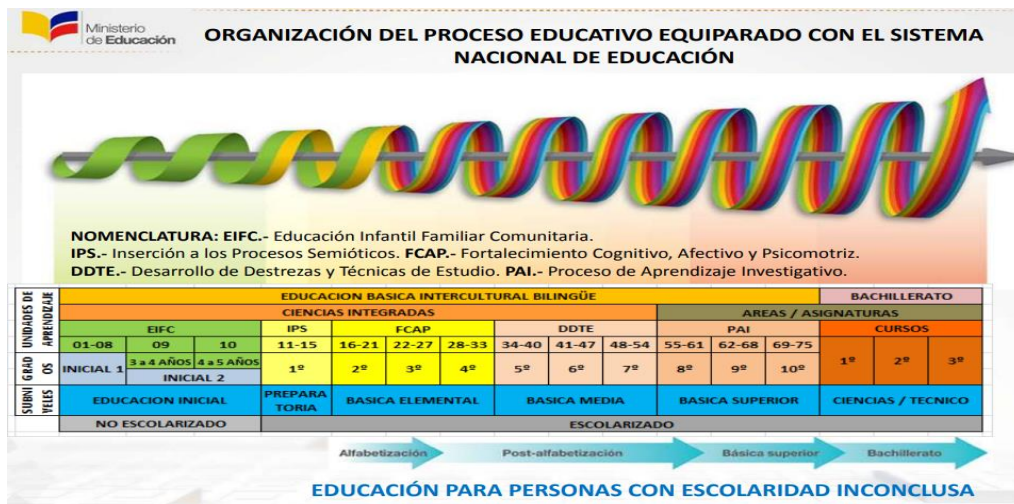 Ministerio
de Educación
ORGANIZACIÓN DEL PROCESO EDUCATIVO EQUIPARADO CON EL SISTEMA
NACIONAL DE EDUCACIÓN
NOMENCLATURA: EIFC.- Educación Infantil Familiar Comunitaria.
IPS.- Inserción a los Procesos Semióticos. FCAP.- Fortalecimiento Cognitivo, Afectivo y Psicomotriz.
DDTE.- Desarrollo de Destrezas y Técnicas de Estudio. PAI.- Proceso de Aprendizaje Investigativo.
UNIDADES DE
APRENDIZAJE
EDUCACION BASICA INTERCULTURAL BILINGÜE BACHILLERATO
CIENCIAS INTEGRADAS AREAS / ASIGNATURAS
EIFC IPS FCAP DDTE PAI CURSOS
01-08 09 10 11-15 16-21 22-27 28-33 34-40 41-47 48-54 55-61 62-68 69-75
GRAD
OS
INICIAL 1 3 a 4 AÑOS 4 a 5 AÑOS 1º 2º 3º 4º 5º 6º 7º 8º 9º 10º 1º 2º 3º
INICIAL 2
SUBNI
VELES
EDUCACION INICIAL PREPARA
TORIA BASICA ELEMENTAL BASICA MEDIA BASICA SUPERIOR CIENCIAS / TECNICO
NO ESCOLARIZADO ESCOLARIZADO
Alfabetización Post-alfabetización Básica superior Bachillerato
EDUCACIÓN PARA PERSONAS CON ESCOLARIDAD INCONCLUSA